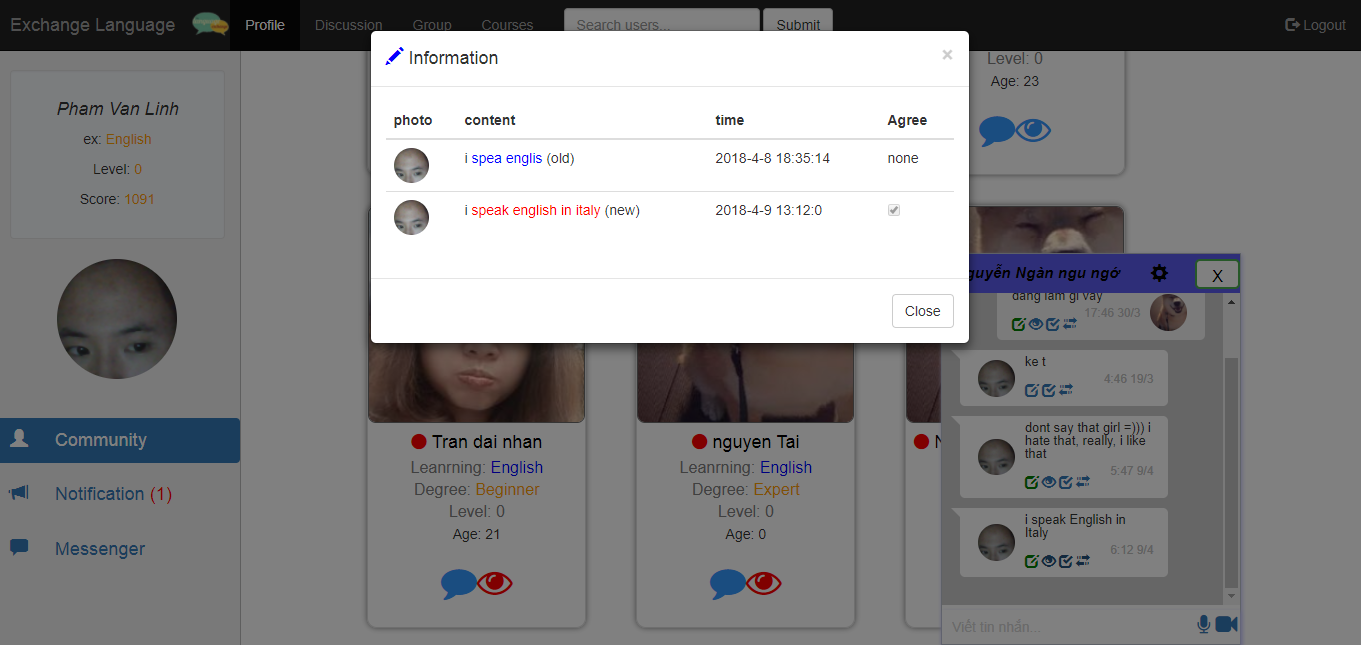 Exchange Language
Profile
Discussion
Group
Courses
Search users...
Submit
Logout
Pham Van Linh
ex: English
Level: 0
Score: 1091
Community
Notification (1)
Messenger
Information
×
photo content time Agree
i spea englis (old) 2018-4-8 18:35:14 none
i speak english in italy (new) 2018-4-9 13:12:0
Close
Level: 0
Age: 23
Tran dai nhan
Leanrning: English
Degree: Beginner
Level: 0
Age: 21
nguyen Tai
Leanrning: English
Degree: Expert
Level: 0
Age: 0
N
guyễn Ngàn ngu ngơ
X
dang lam gi vay
17:46 30/3
ke t
4:46 19/3
dont say that girl =))) i
hate that, really, i like
that
5:47 9/4
i speak English in
Italy
6:12 9/4
Viết tin nhắn...